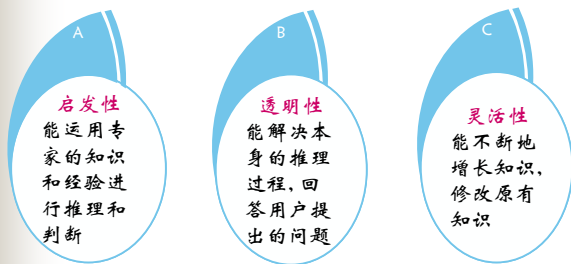 A
启发性
能运用专
家的知识
和经验进
行推理和
判断
B
透明性
能解决本
身的推理
过程,回
答用户提
出的问题
C
灵活性
能不断地
增长知识,
修改原有
知识